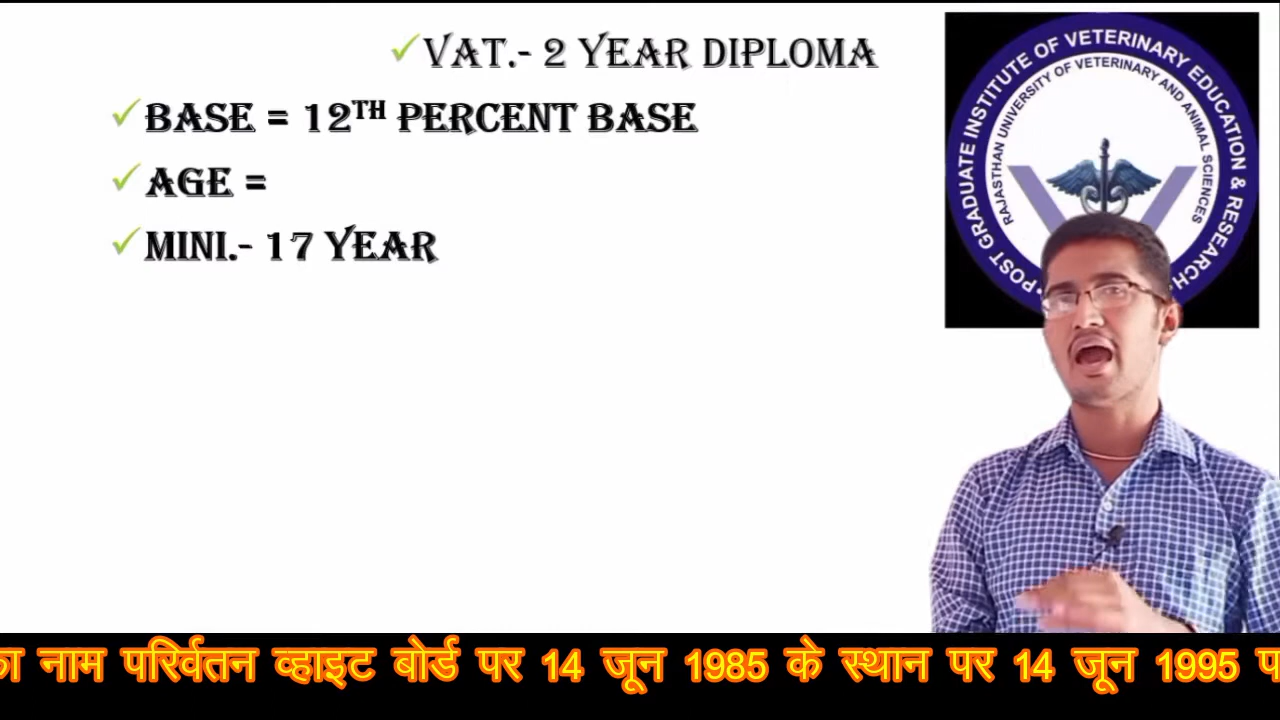 VAT.- 2 YEAR DIPLOMA
BASE = 12TH PERCENT BASE
AGE =
MINI.- 17 YEAR
POST GRADUATE INSTITUTE OF VETERINARY EDUCATION & RESEARCH
RAJASTHAN UNIVERSITY OF VETERINARY AND ANIMAL SCIENCES
का नाम परिर्वतन व्हाइट बोर्ड पर 14 जून 1985 के स्थान पर 14 जून 1995